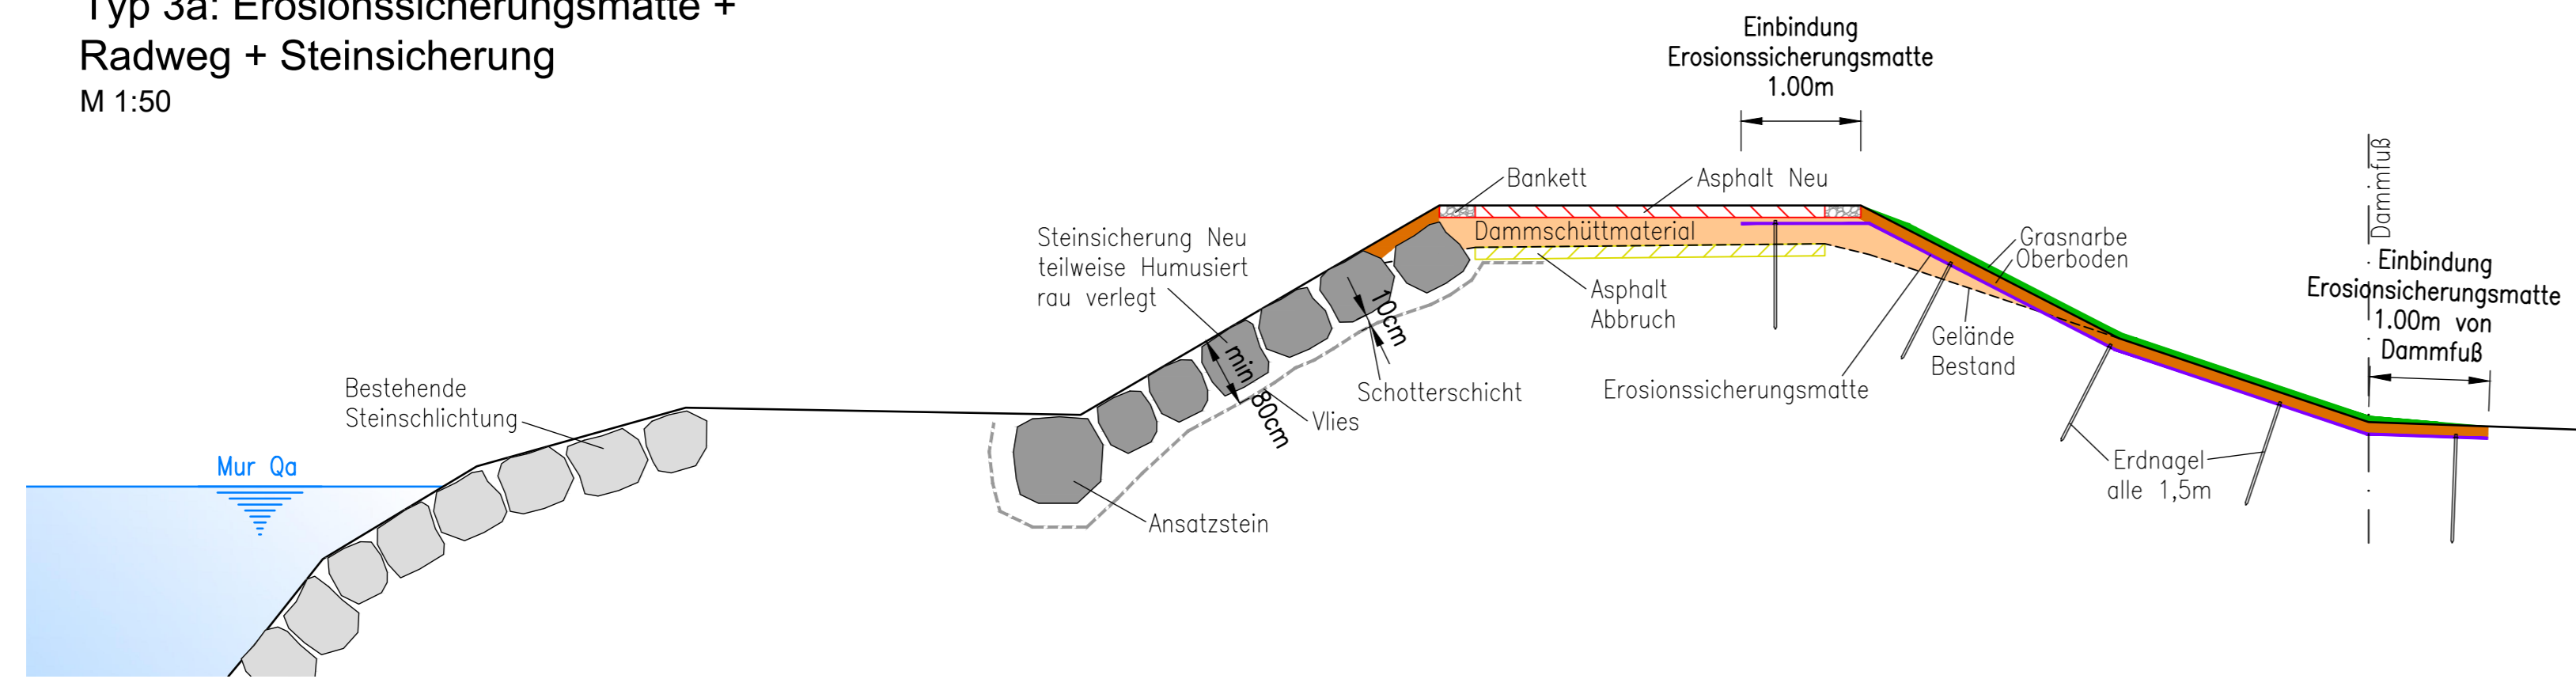 Typ 3a: Erosionssicherungsmatte +
Radweg + Steinsicherung
M 1:50
Einbindung
Erosionssicherungsmatte
1.00m
Bankett
Asphalt Neu
Dammschüttmaterial
Steinsicherung Neu
teilweise Humusiert
rau verlegt
Grasnarbe
Oberboden
Dammfuß
Einbindung
Erosionsicherungsmatte
1.00m von
Dammfuß
Asphalt
Abbruch
10cm
Gelände
Bestand
min 80cm
Schotterschicht
Erosionssicherungsmatte
Vlies
Bestehende
Steinschlichtung
Mur Qa
Erdnagel
alle 1,5m
Ansatzstein